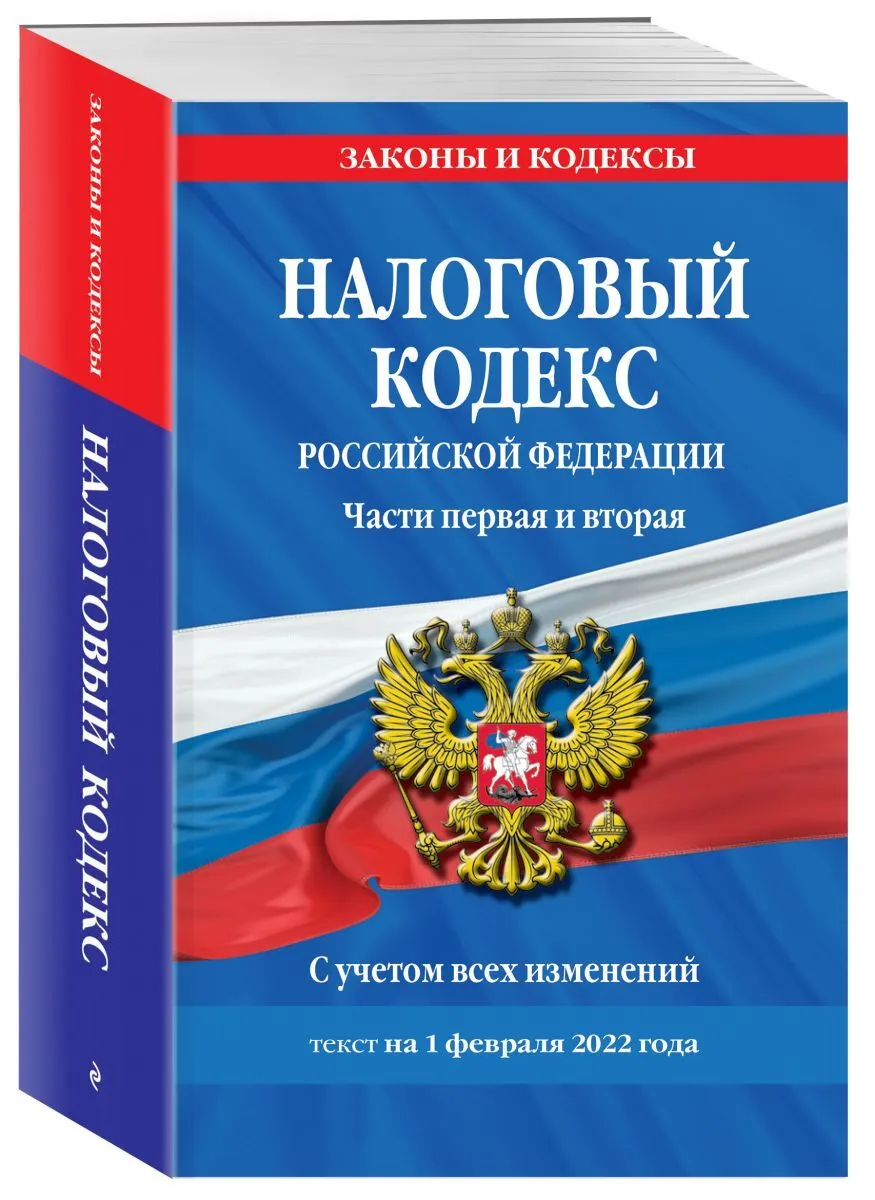 ЗАКОНЫ И КОДЕКСЫ
НАЛОГОВЫЙ КОДЕКС
ЗАКОНЫ И КОДЕКСЫ
НАЛОГОВЫЙ
КОДЕКС
РОССИЙСКОЙ ФЕДЕРАЦИИ
Части первая и вторая
С учетом всех изменений
текст на 1 февраля 2022 года